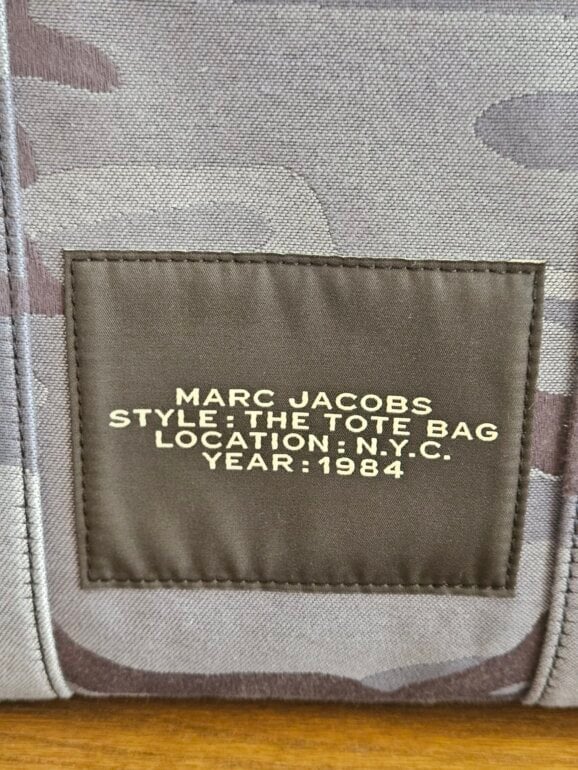 MARC JACOBS
STYLE: THE TOTE BAG
LOCATION: N.Y.C.
YEAR: 1984